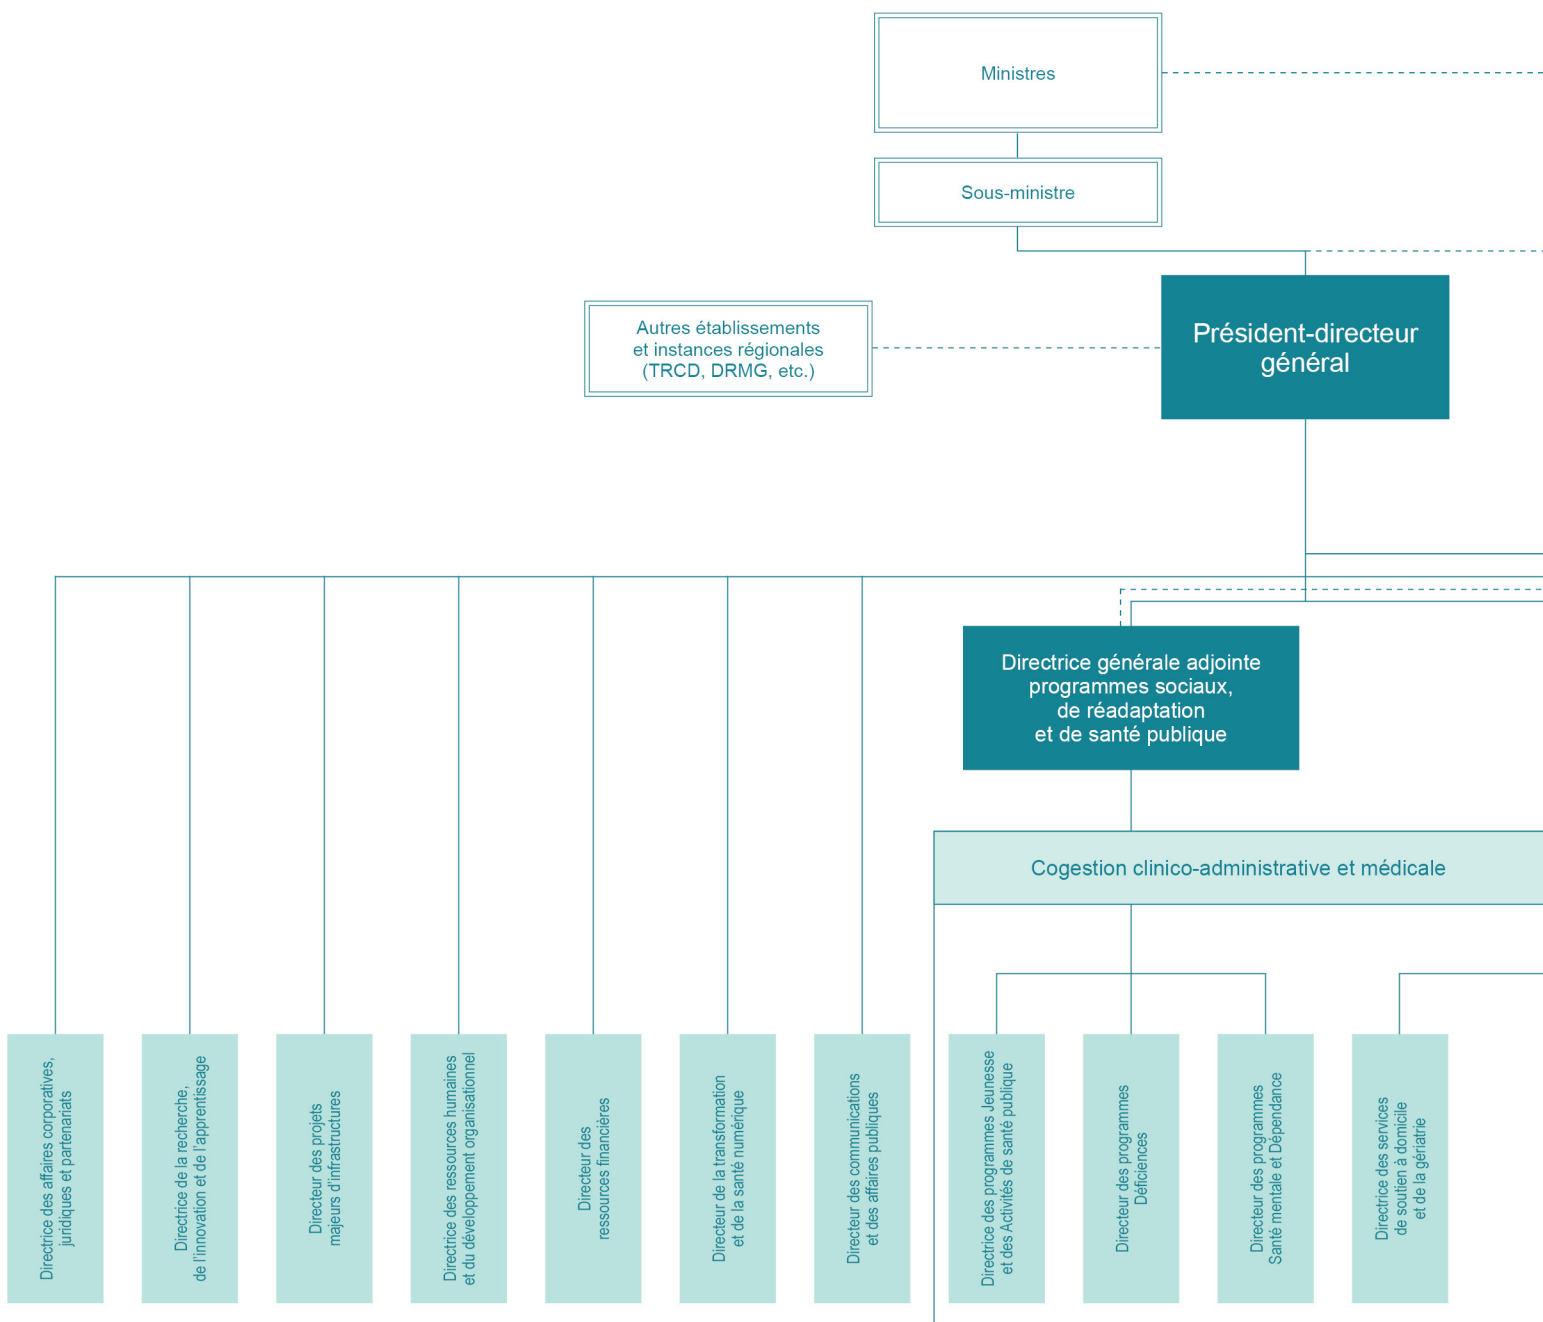 Ministres
Sous-ministre
Autres établissements
et instances régionales
(TRCD, DRMG, etc.)
Président-directeur
général
Directrice générale adjointe
programmes sociaux,
de réadaptation
et de santé publique
Cogestion clinico-administrative et médicale
Directrice des affaires corporatives,
juridiques et partenariats
Directrice de la recherche,
de l'innovation et de l'apprentissage
Directeur des projets
majeurs d'infrastructures
Directrice des ressources humaines
et du développement organisationnel
Directeur des
ressources financières
Directeur de la transformation
et de la santé numérique
Directeur des communications
et des affaires publiques
Directrice des programmes Jeunesse
et des Activités de santé publique
Directeur des programmes
Déficiences
Directeur des programmes
Santé mentale et Dépendance
Directrice des services
de soutien à domicile
et de la gériatrie